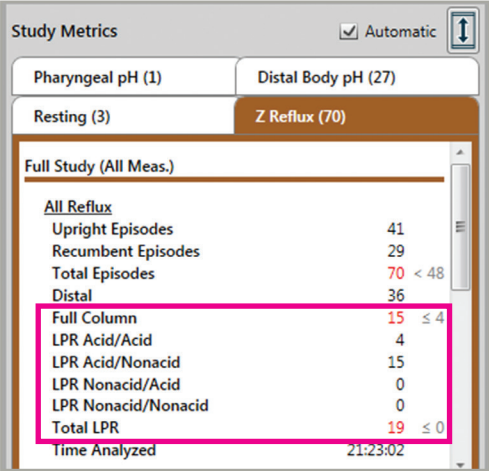 Study Metrics Automatic
Pharyngeal pH (1) Distal Body pH (27)
Resting (3) Z Reflux (70)
Full Study (All Meas.)
All Reflux
Upright Episodes 41
Recumbent Episodes 29
Total Episodes 70 < 48
Distal 36
Full Column 15 ≤ 4
LPR Acid/Acid 4
LPR Acid/Nonacid 15
LPR Nonacid/Acid 0
LPR Nonacid/Nonacid 0
Total LPR 19 ≤ 0
Time Analyzed 21:23:02